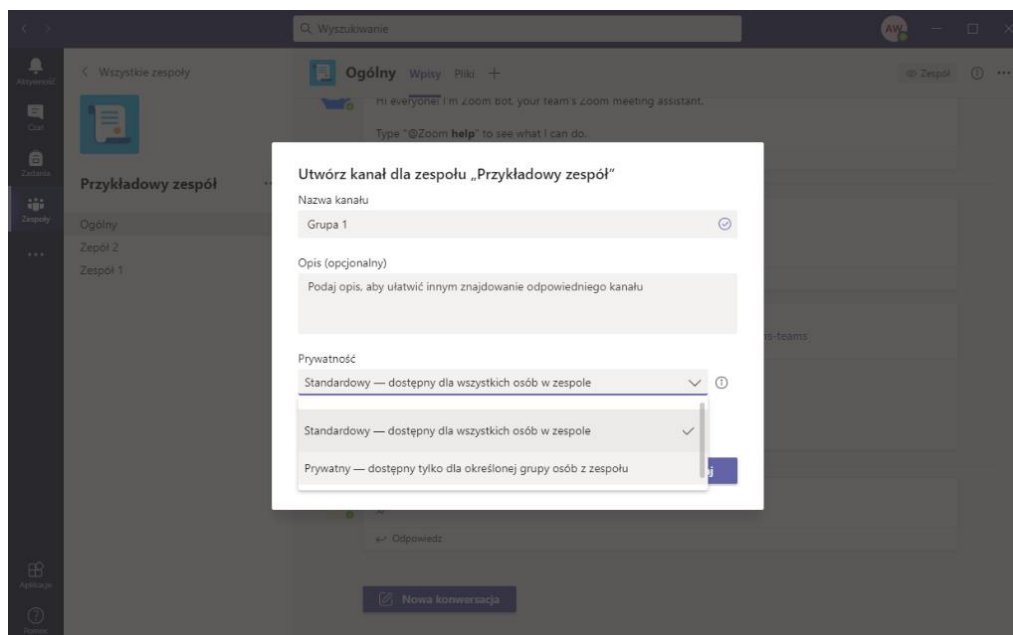 Wyszukiwanie
AW
Aktywność
Czat
Zadania
Zespoły
Aplikacje
Pomoc
Wszystkie zespoły
Przykładowy zespół
Ogólny
Zepół 2
Zespół 1
Ogólny Wpisy Pliki
Zespół
Hi everyone! I'm Zoom Bot, your team's Zoom meeting assistant.
Type "@Zoom help" to see what I can do.
Utwórz kanał dla zespołu „Przykładowy zespół”
Nazwa kanału
Grupa 1
Opis (opcjonalny)
Podaj opis, aby ułatwić innym znajdowanie odpowiedniego kanału
Prywatność
Standardowy — dostępny dla wszystkich osób w zespole
Standardowy — dostępny dla wszystkich osób w zespole
Prywatny — dostępny tylko dla określonej grupy osób z zespołu
Odpowiedz
Nowa konwersacja